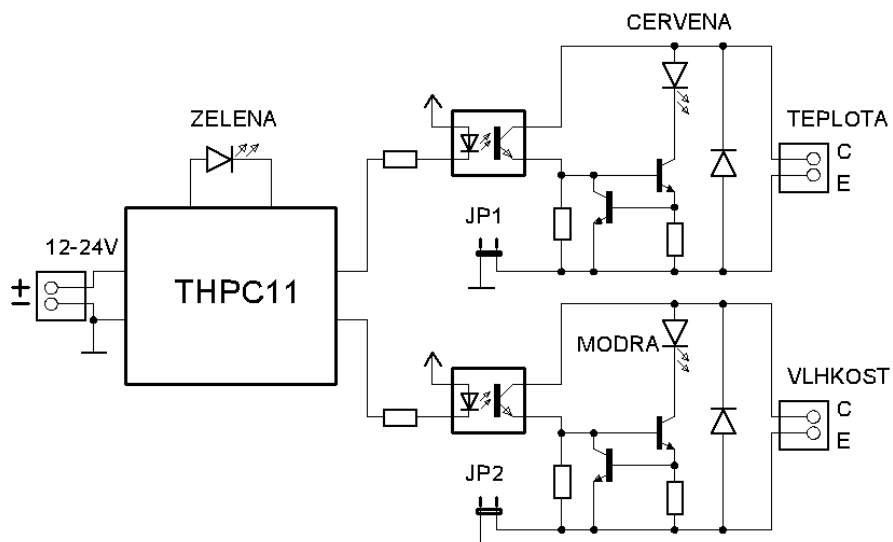 CERVENA
ZELENA
TEPLOTA
C
E
JP1
12-24V
+
-
THPC11
MODRA
VLHKOST
C
E
JP2